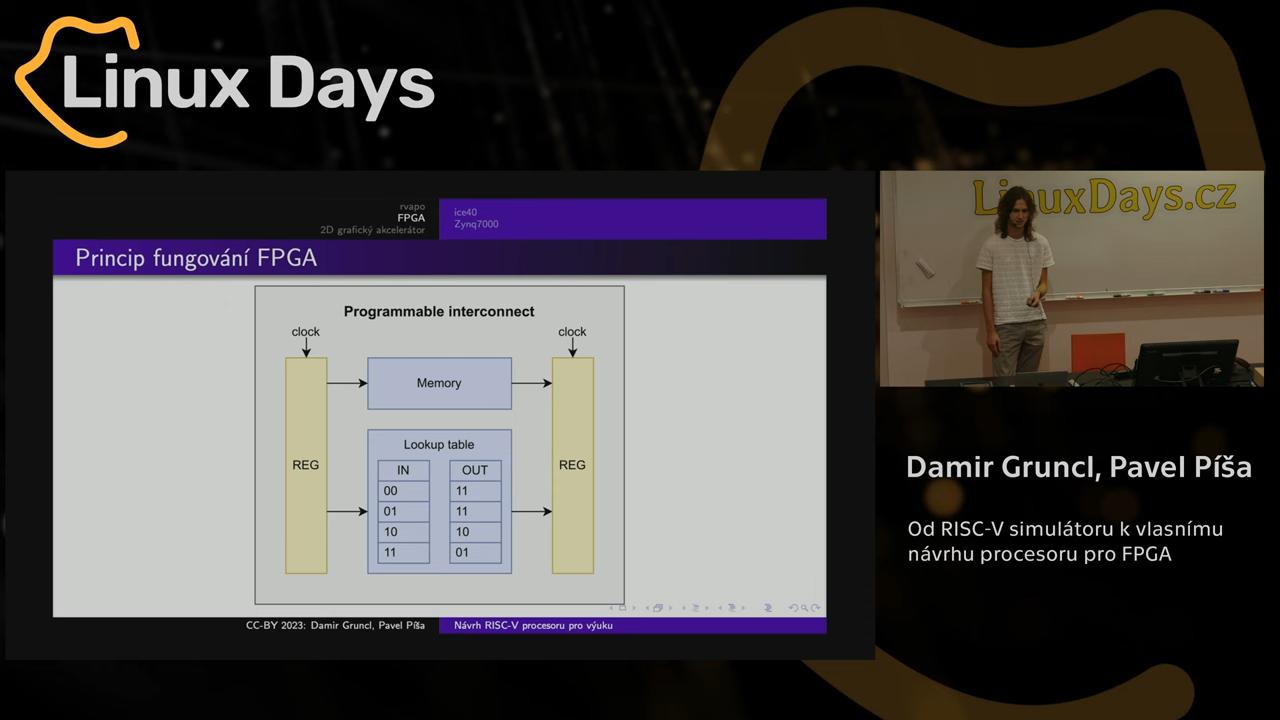 Linux Days
rvapo
FPGA
2D grafický akcelerátor
ice40
Zynq7000
Princip fungování FPGA
Programmable interconnect
clock
clock
REG
Memory
Lookup table
IN
OUT
00
11
01
11
10
10
11
01
REG
CC-BY 2023: Damir Gruncl, Pavel Píša
Návrh RISC-V procesoru pro výuku
LinuxDays.cz
Damir Gruncl, Pavel Píša
Od RISC-V simulátoru k vlasnímu
návrhu procesoru pro FPGA